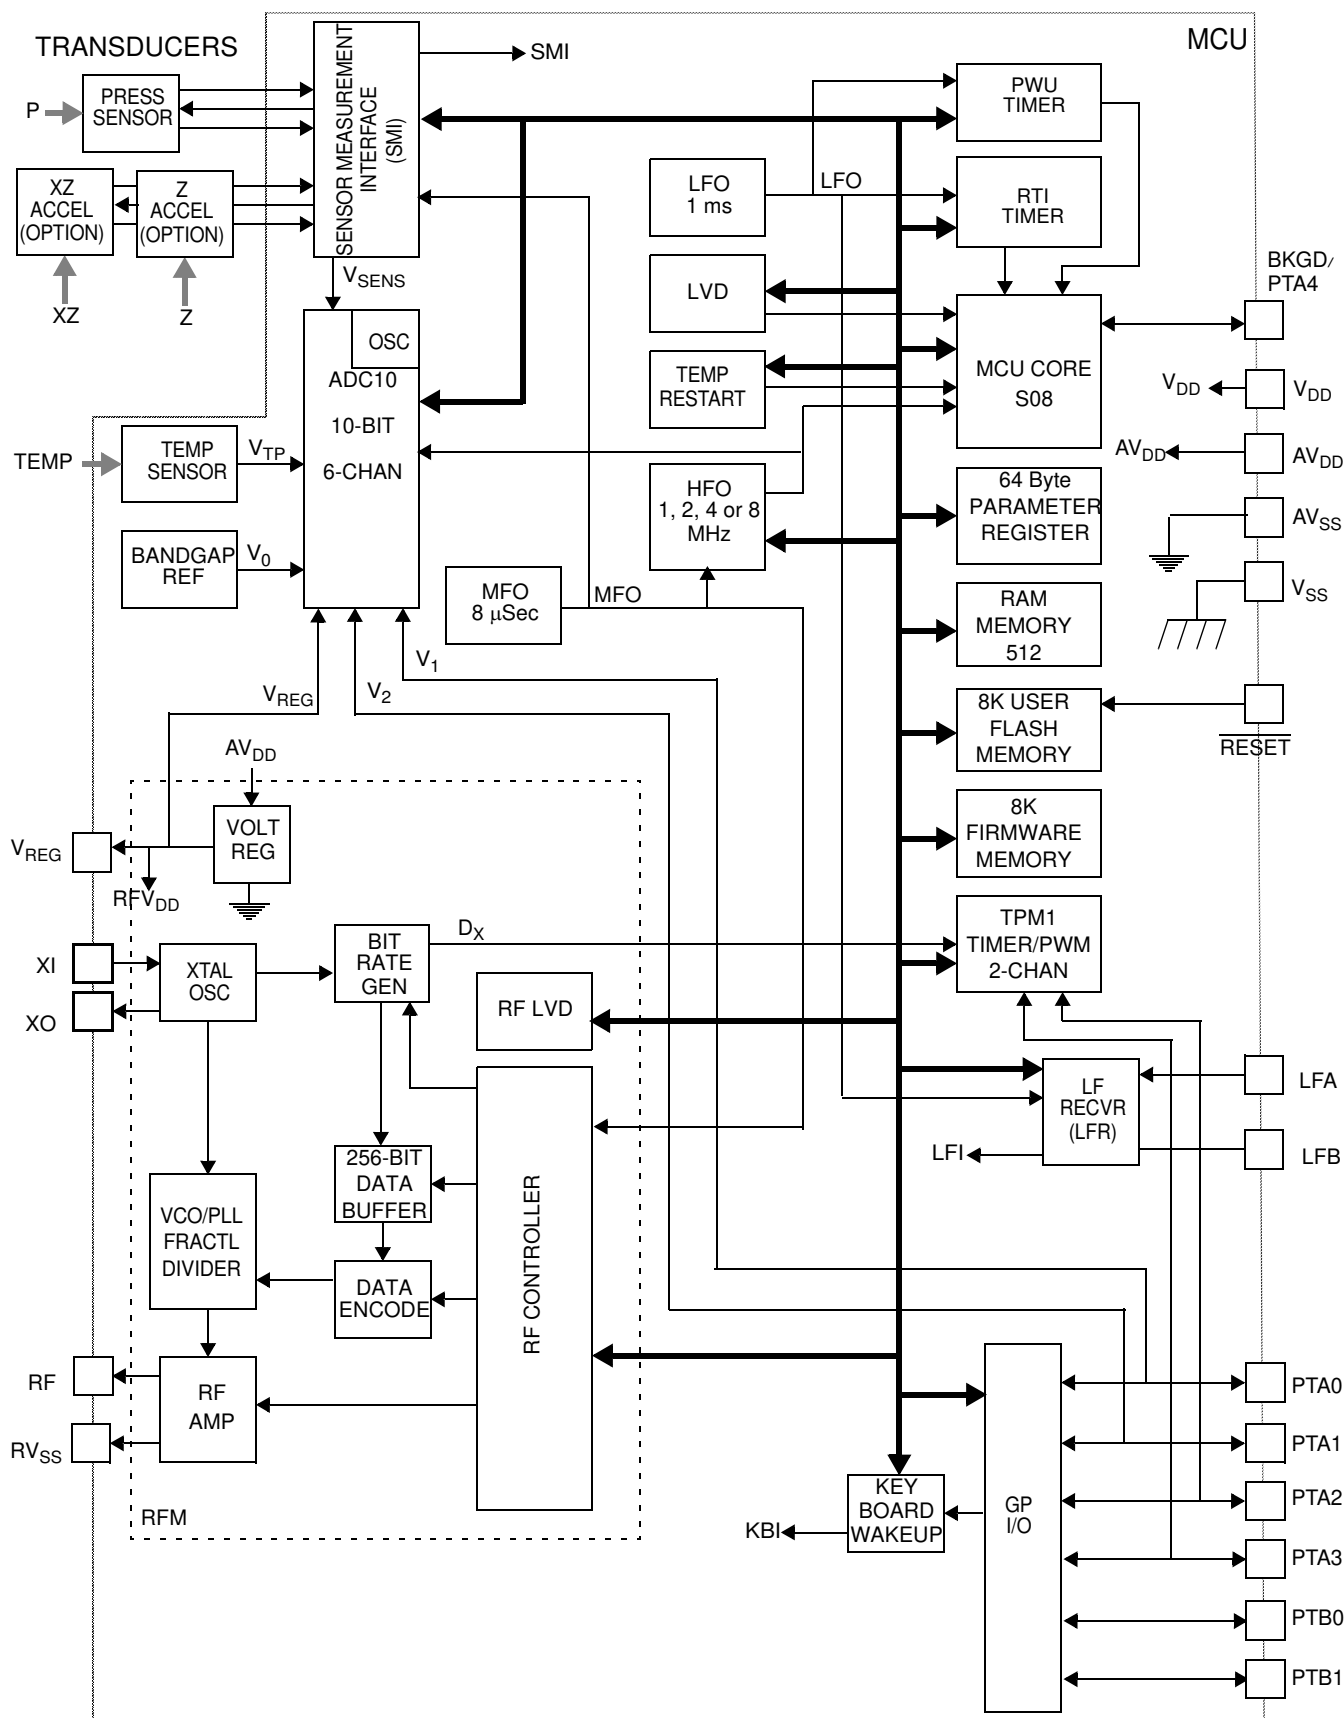 TRANSDUCERS
MCU
SMI
P
PRESS
SENSOR
SENSOR MEASUREMENT
INTERFACE
(SMI)
XZ
ACCEL
(OPTION)
Z
ACCEL
(OPTION)
XZ
Z
VSENS
PWU
TIMER
LFO
1 ms
LFO
RTI
TIMER
BKGD/
PTA4
LVD
OSC
ADC10
10-BIT
6-CHAN
TEMP
RESTART
MCU CORE
S08
VDD
VDD
TEMP
TEMP
SENSOR
VTP
AVDD
AVDD
HFO
1, 2, 4 or 8
MHz
64 Byte
PARAMETER
REGISTER
AVSS
BANDGAP
REF
V0
MFO
8 µSec
MFO
RAM
MEMORY
512
VSS
V1
VREG
V2
8K USER
FLASH
MEMORY
RESET
AVDD
VOLT
REG
VREG
RFVDD
8K
FIRMWARE
MEMORY
XI
XO
XTAL
OSC
BIT
RATE
GEN
DX
TPM1
TIMER/PWM
2-CHAN
RF LVD
LF
RECVR
(LFR)
LFA
LFI
LFB
256-BIT
DATA
BUFFER
RF CONTROLLER
VCO/PLL
FRACTL
DIVIDER
DATA
ENCODE
RF
RF
AMP
RVSS
RFM
KEY
BOARD
WAKEUP
KBI
GP
I/O
PTA0
PTA1
PTA2
PTA3
PTB0
PTB1